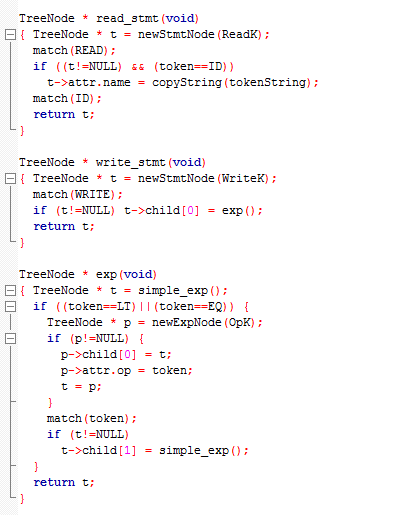 TreeNode * read_stmt(void)
{ TreeNode * t = newStmtNode(ReadK);
  match(READ);
  if ((t!=NULL) && (token==ID))
    t->attr.name = copyString(tokenString);
  match(ID);
  return t;
}

TreeNode * write_stmt(void)
{ TreeNode * t = newStmtNode(WriteK);
  match(WRITE);
  if (t!=NULL) t->child[0] = exp();
  return t;
}

TreeNode * exp(void)
{ TreeNode * t = simple_exp();
  if ((token==LT)||(token==EQ)) {
    TreeNode * p = newExpNode(OpK);
    if (p!=NULL) {
      p->child[0] = t;
      p->attr.op = token;
      t = p;
    }
    match(token);
    if (t!=NULL)
      t->child[1] = simple_exp();
  }
  return t;
}